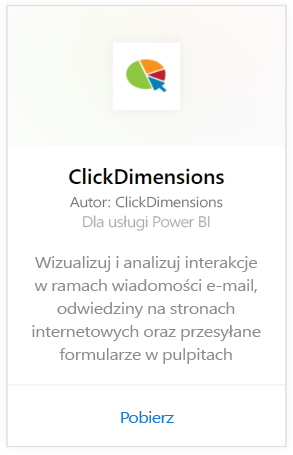 ClickDimensions
Autor: ClickDimensions
Dla usługi Power BI
Wizualizuj i analizuj interakcje
w ramach wiadomości e-mail,
odwiedziny na stronach
internetowych oraz przesyłane
formularze w pulpitach
Pobierz